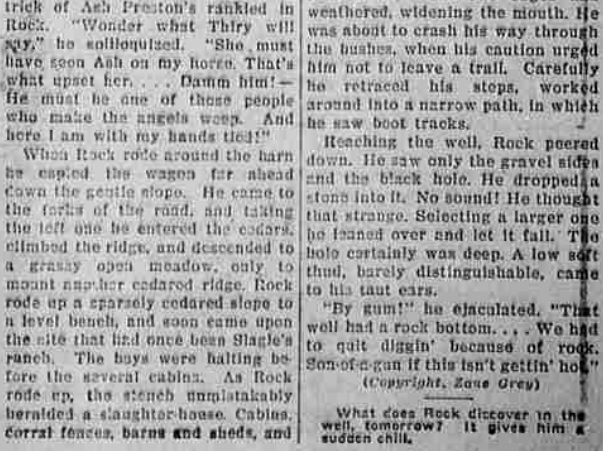 trick of Ash Preston's rankled in
Rock. "Wonder what Thiry will
say," he soliloquized. "She must
have seen Ash on my horse. That's
what upset her. . . . Damm him!—
He must be one of those people
who make the angels weep. And
here I am with my hands tied!"
When Rock rode around the barn
he espied the wagon far ahead
down the gentle slope. He came to
the forks of the road, and taking
the left one he entered the cedars,
climbed the ridge, and descended to
a grassy open meadow, only to
mount another cedared ridge. Rock
rode up a sparsely cedared slope to
a level bench, and soon came upon
the site that had once been Slagle's
ranch. The boys were halting be-
fore the several cabins. As Rock
rode up, the stench unmistakably
heralded a slaughter-house. Cabins,
corral fences, barns and sheds, and
weathered, widening the mouth. He
was about to crash his way through
the bushes, when his caution urged
him not to leave a trail. Carefully
he retraced his steps, worked
around into a narrow path, in which
he saw boot tracks.
Reaching the well, Rock peered
down. He saw only the gravel sides
and the black hole. He dropped a
stone into it. No sound! He thought
that strange. Selecting a larger one
he leaned over and let it fall. The
hole certainly was deep. A low soft
thud, barely distinguishable, came
to his taut ears.
"By gum!" he ejaculated. "That
well had a rock bottom. . . . We had
to quit diggin' because of rock.
Son-of-a-gun if this isn't gettin' hot."
(Copyright, Zane Grey)
What does Rock discover in the
well, tomorrow? It gives him a
sudden chill.